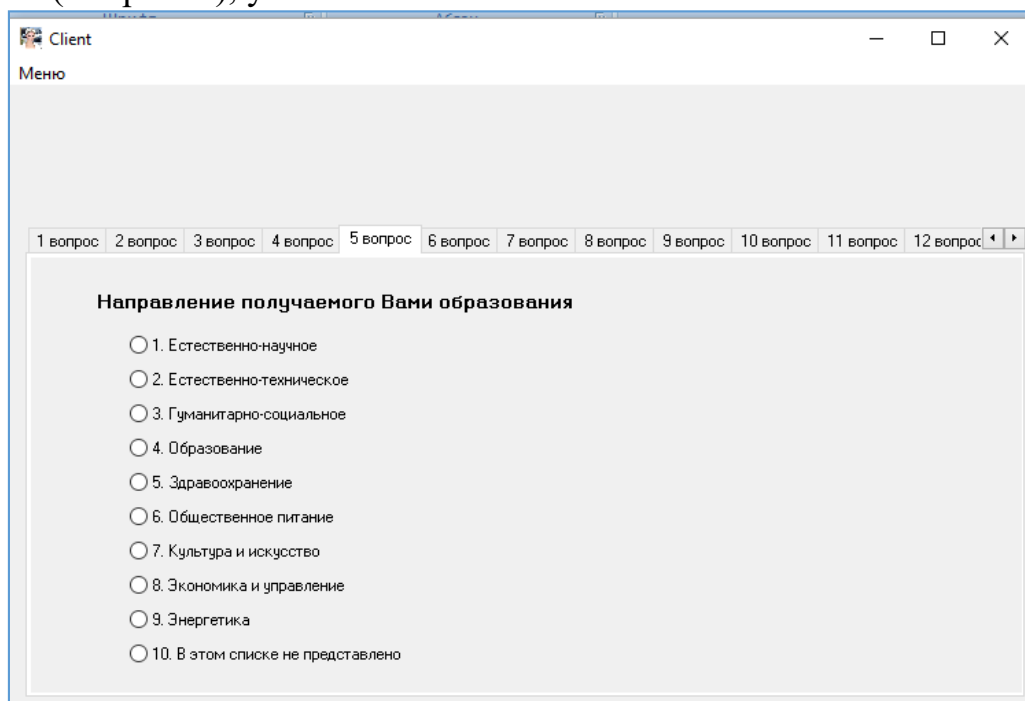 Client
Меню
1 вопрос 2 вопрос 3 вопрос 4 вопрос 5 вопрос 6 вопрос 7 вопрос 8 вопрос 9 вопрос 10 вопрос 11 вопрос 12 вопрос
Направление получаемого Вами образования
1. Естественно-научное
2. Естественно-техническое
3. Гуманитарно-социальное
4. Образование
5. Здравоохранение
6. Общественное питание
7. Культура и искусство
8. Экономика и управление
9. Энергетика
10. В этом списке не представлено